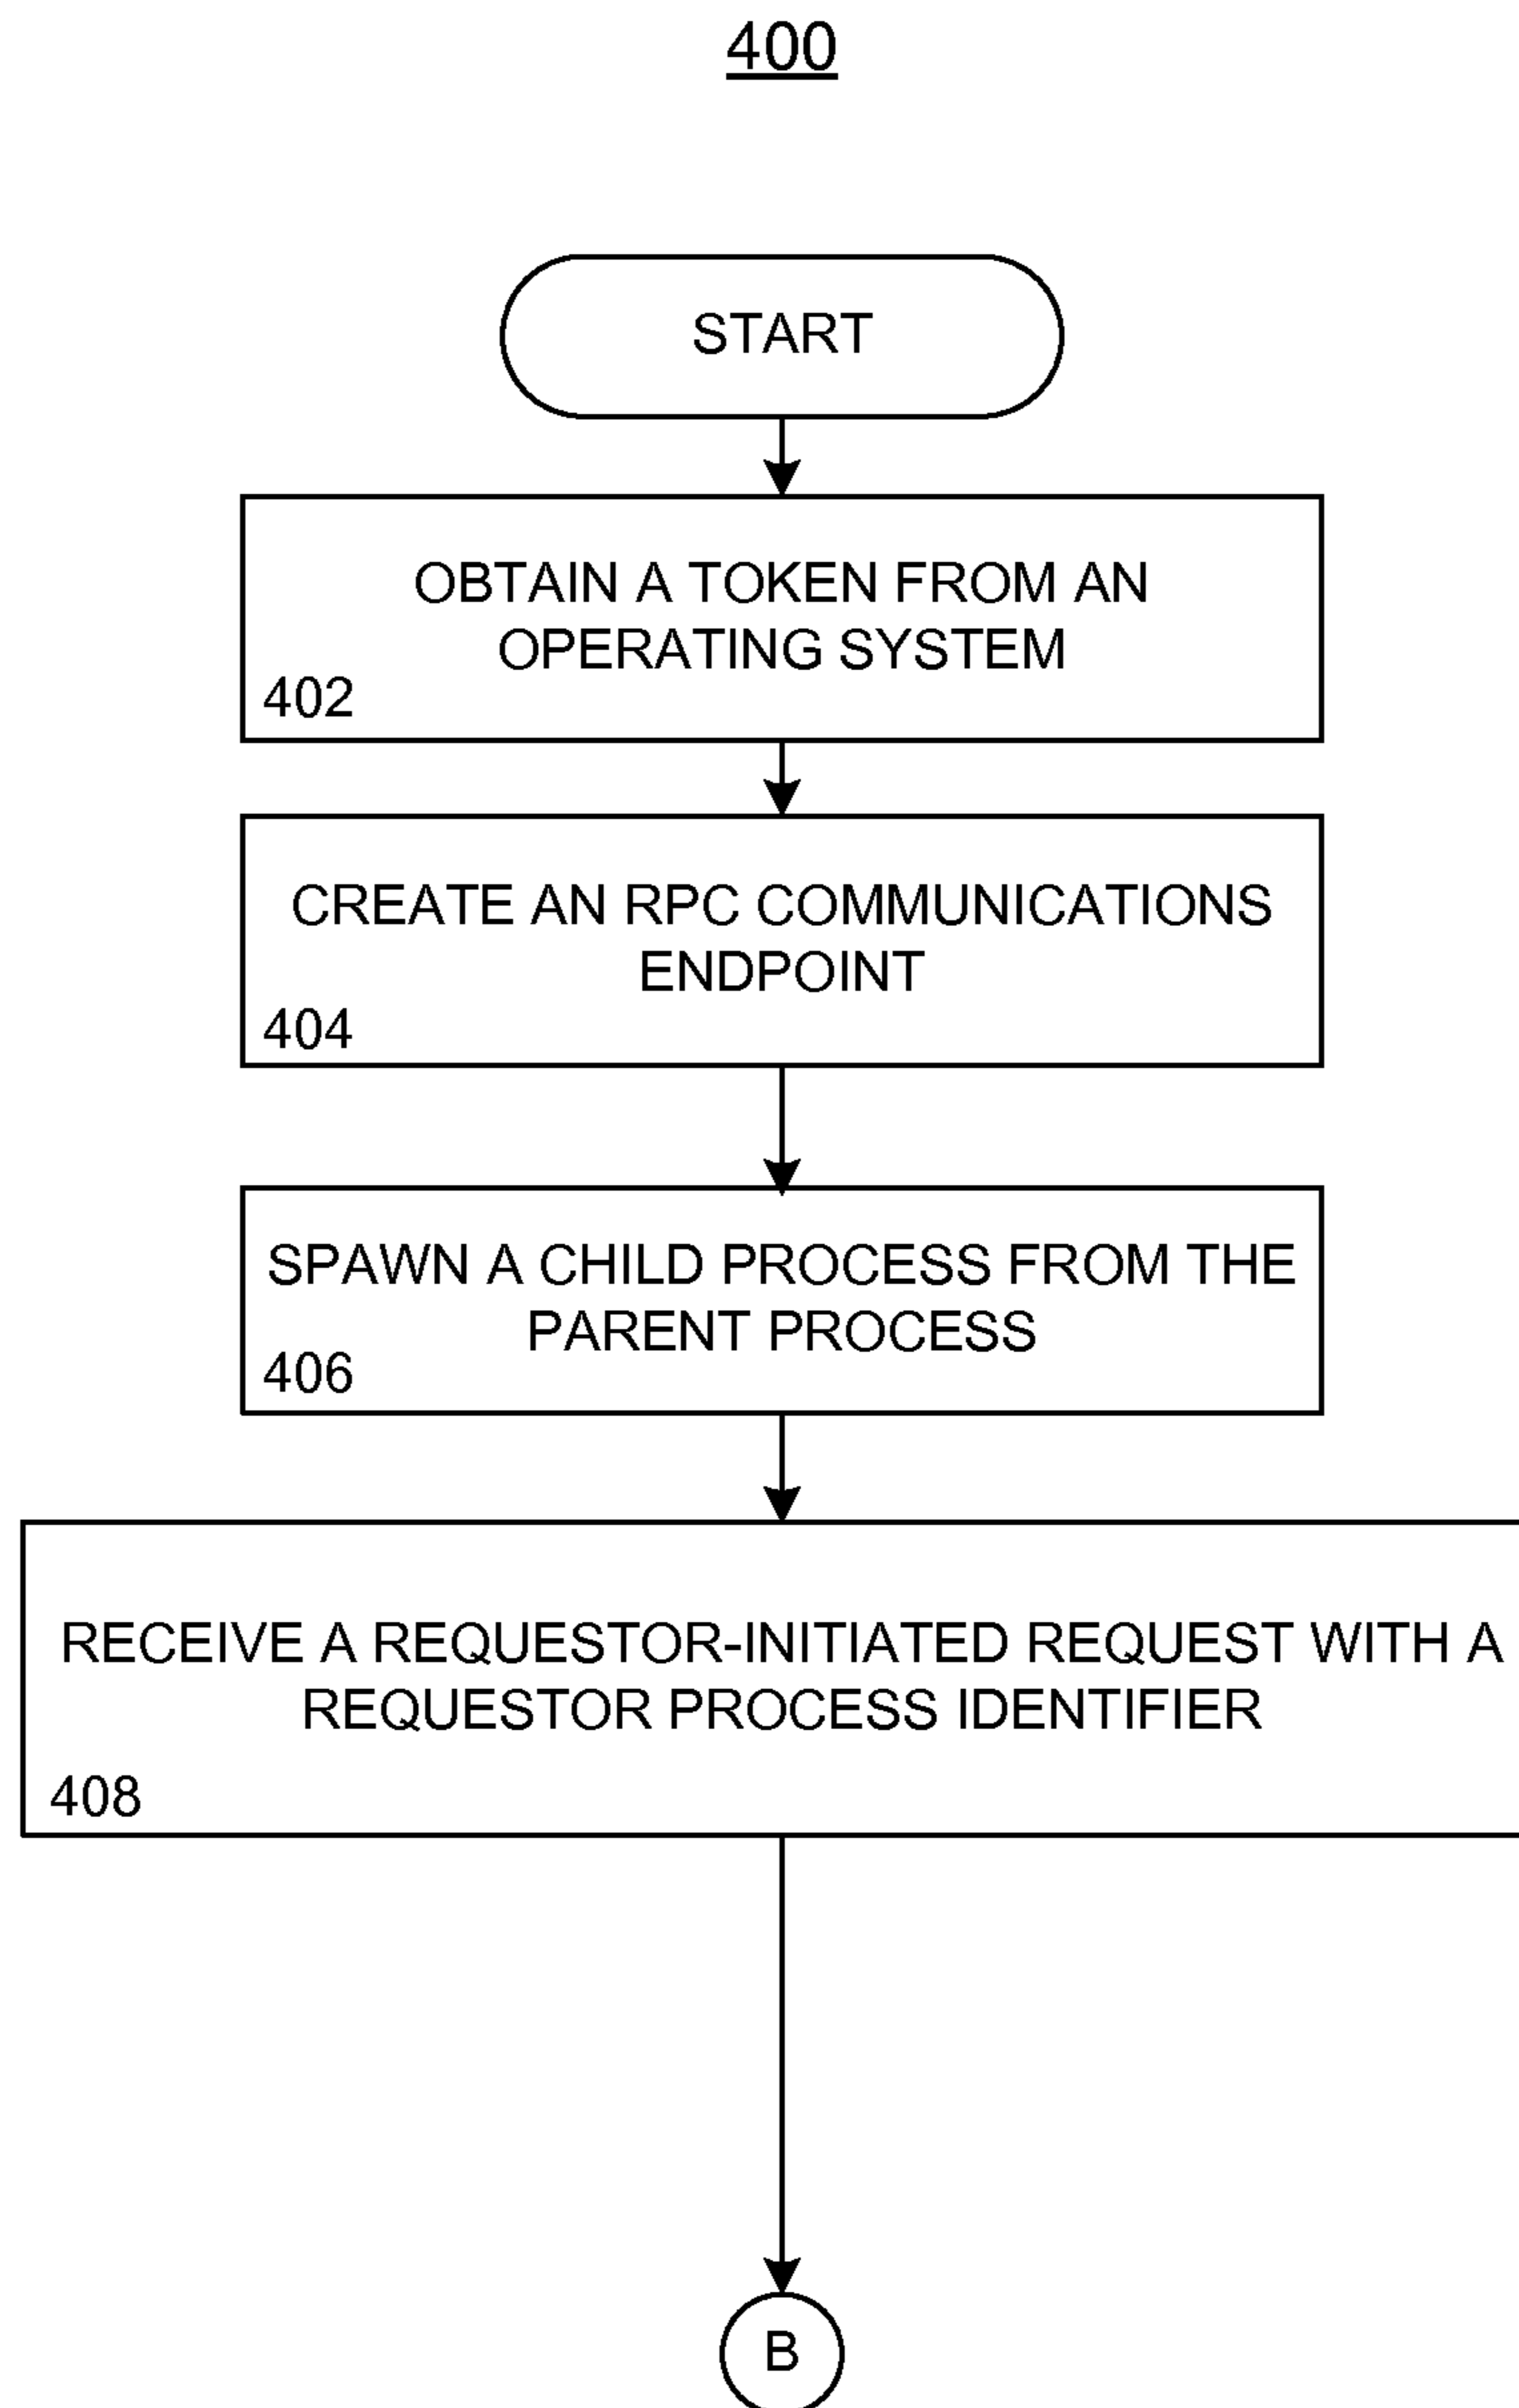 400
START
OBTAIN A TOKEN FROM AN
OPERATING SYSTEM
402
CREATE AN RPC COMMUNICATIONS
ENDPOINT
404
SPAWN A CHILD PROCESS FROM THE
PARENT PROCESS
406
RECEIVE A REQUESTOR-INITIATED REQUEST WITH A
REQUESTOR PROCESS IDENTIFIER
408
B